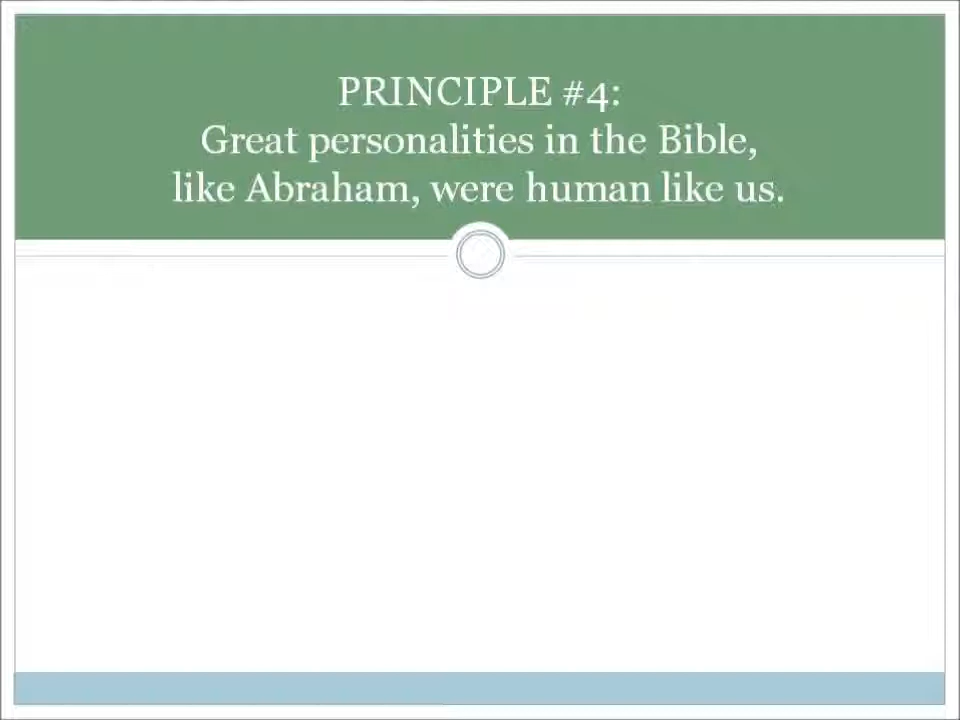 PRINCIPLE #4:
Great personalities in the Bible,
like Abraham, were human like us.